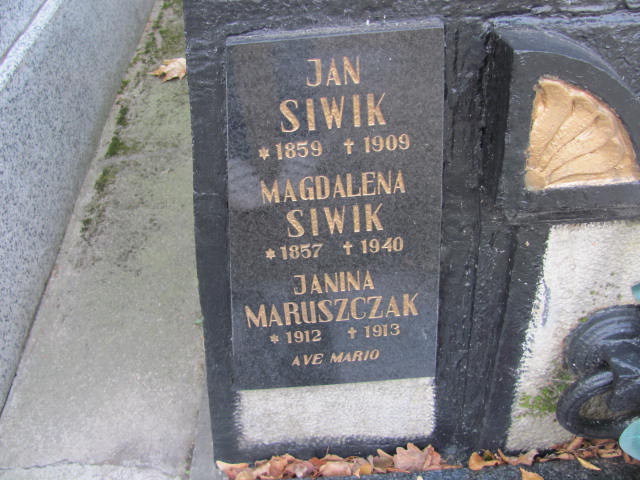 JAN
SIWIK
* 1859 † 1909
MAGDALENA
SIWIK
* 1857 † 1940
JANINA
MARUSZCZAK
* 1912 † 1913
AVE MARIO